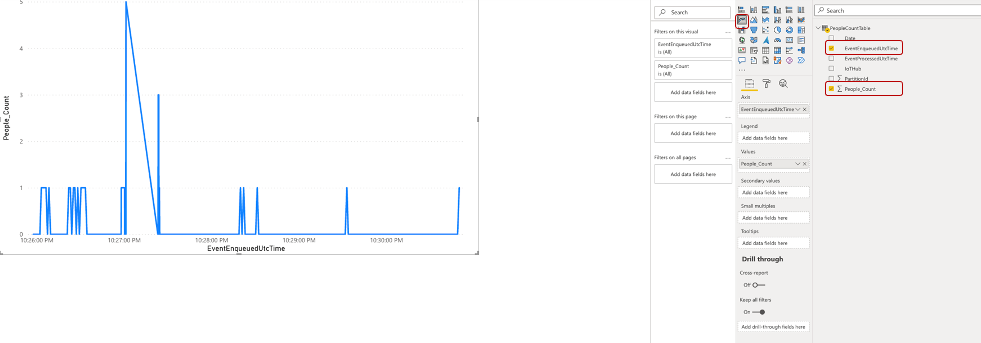 5
4
3
2
1
0
People_Count
10:26:00 PM
10:27:00 PM
10:28:00 PM
10:29:00 PM
10:30:00 PM
EventEnqueuedUtcTime
Search
Filters on this visual
...
EventEnqueuedUtcTime
is (All)
People_Count
is (All)
Add data fields here
Filters on this page
...
Add data fields here
Filters on all pages
...
Add data fields here
...
Axis
EventEnqueuedUtcTime
Legend
Add data fields here
Values
People_Count
Secondary values
Add data fields here
Small multiples
Add data fields here
Tooltips
Add data fields here
Drill through
Cross report
Off
Keep all filters
On
Add drill-through fields here
Search
PeopleCountTable
Date
EventEnqueuedUtcTime
EventProcessedUtcTime
IoTHub
∑ PartitionId
∑ People_Count